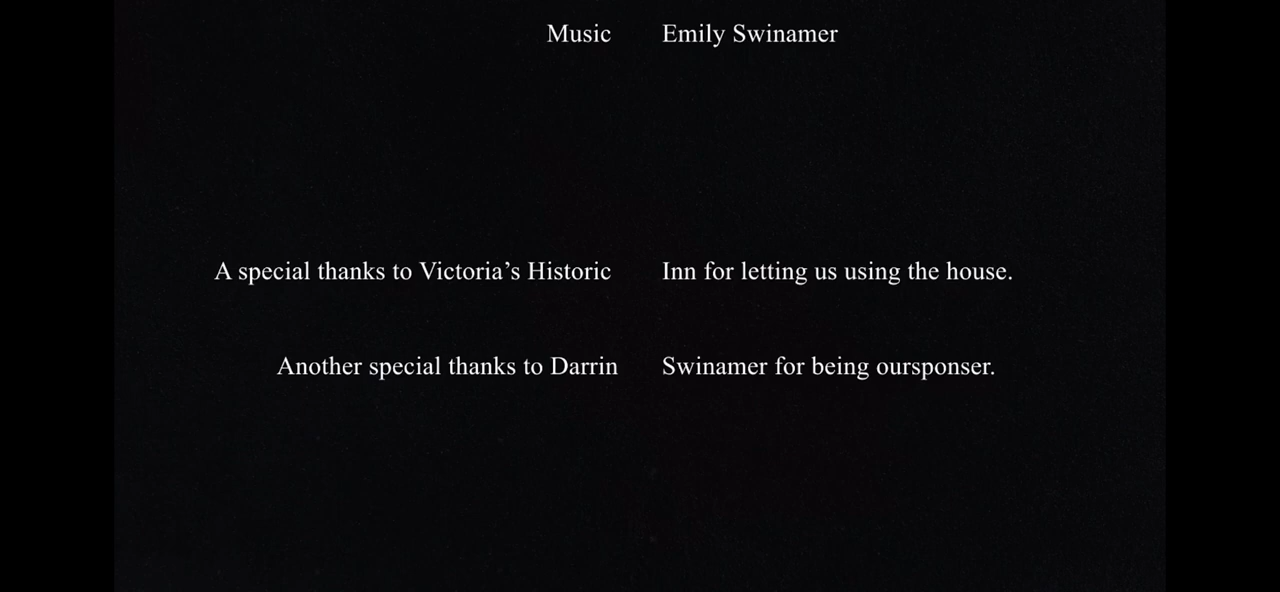 Music Emily Swinamer
A special thanks to Victoria’s Historic Inn for letting us using the house.
Another special thanks to Darrin Swinamer for being oursponser.